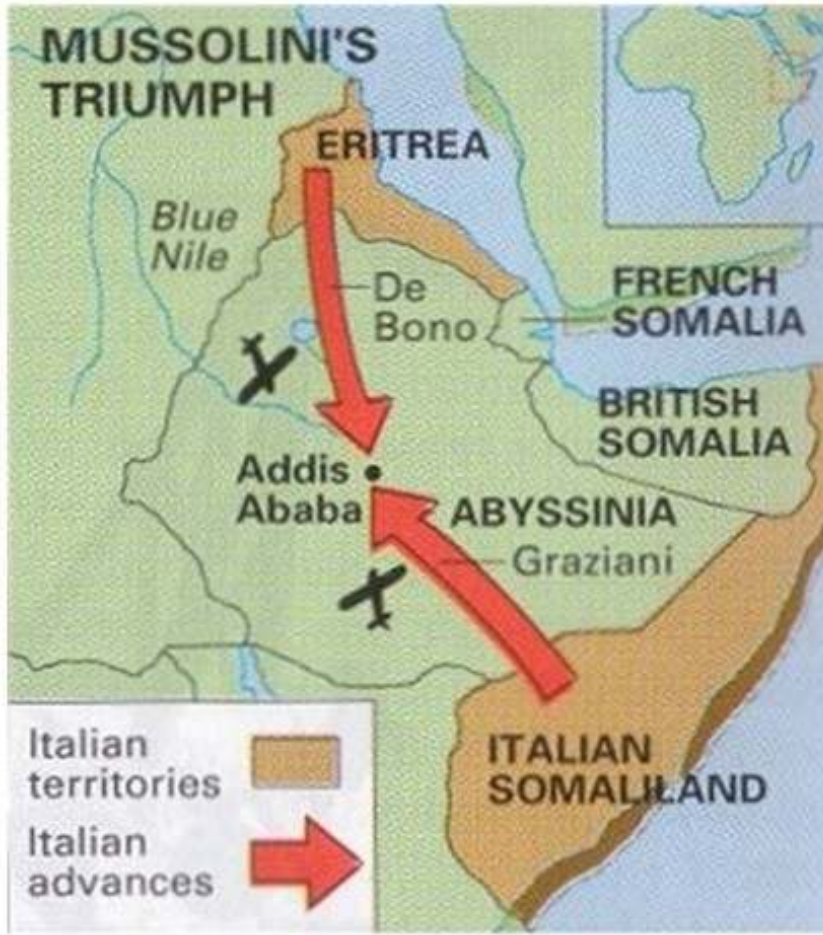 MUSSOLINI'S
TRIUMPH
ERITREA
Blue
Nile
De
Bono
FRENCH
SOMALIA
BRITISH
SOMALIA
Addis
Ababa
ABYSSINIA
Graziani
ITALIAN
SOMALILAND
Italian
territories
Italian
advances